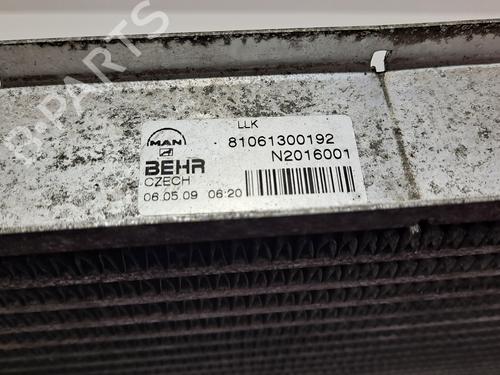 B-PARTS
LLK
MAN
81061300192
BEHR
N2016001
CZECH
06.05.09 06:20